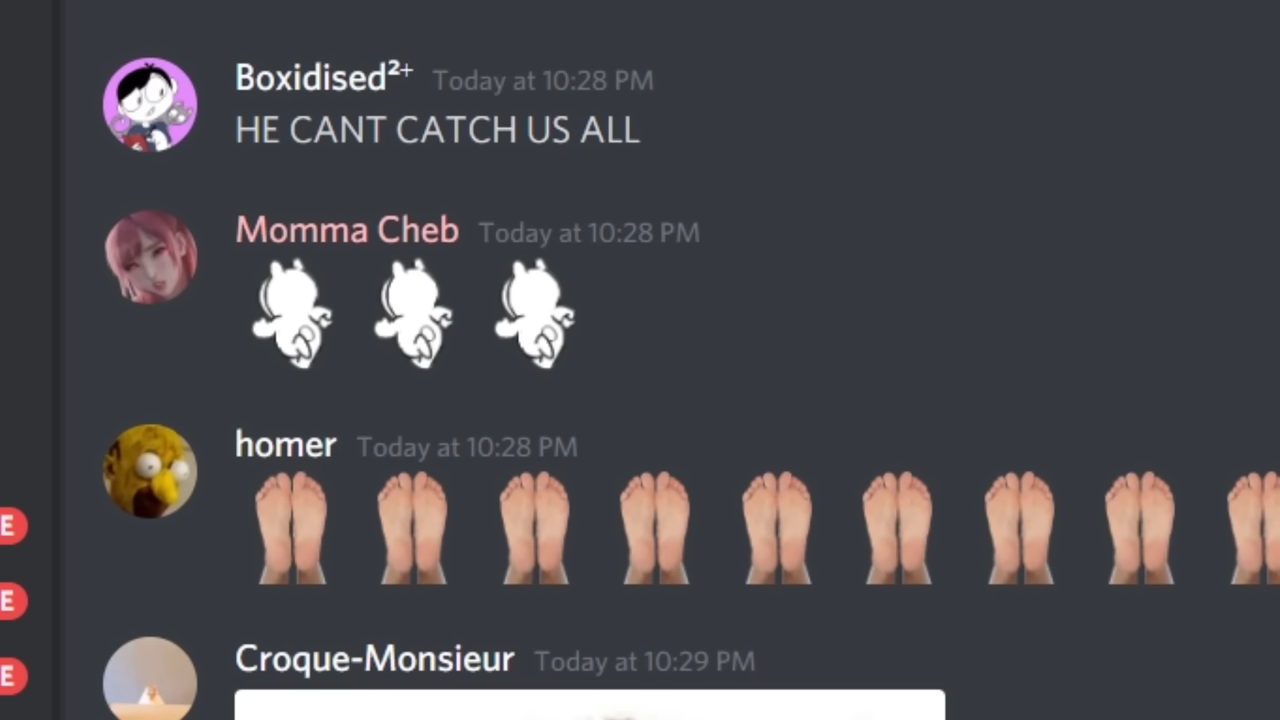 Boxidised²⁺ Today at 10:28 PM
HE CANT CATCH US ALL
Momma Cheb Today at 10:28 PM
homer Today at 10:28 PM
E
E
E
Croque-Monsieur Today at 10:29 PM